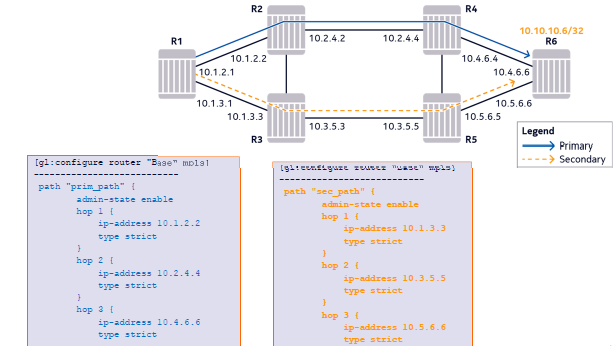 R2
R4
10.10.10.6/32
R1
R6
10.2.4.2
10.2.4.4
10.1.2.2
10.4.6.4
10.1.2.1
10.4.6.6
10.1.3.1
10.5.6.6
10.1.3.3
10.5.6.5
10.3.5.3
10.3.5.5
R3
R5
Legend
Primary
Secondary
[gl:configure router "Base" mpls]
------------------------
path "prim_path" {
admin-state enable
hop 1 {
ip-address 10.1.2.2
type strict
}
hop 2 {
ip-address 10.2.4.4
type strict
}
hop 3 {
ip-address 10.4.6.6
type strict
[gl:configure router "Base" mpls]
------------------------
path "sec_path" {
admin-state enable
hop 1 {
ip-address 10.1.3.3
type strict
}
hop 2 {
ip-address 10.3.5.5
type strict
}
hop 3 {
ip-address 10.5.6.6
type strict